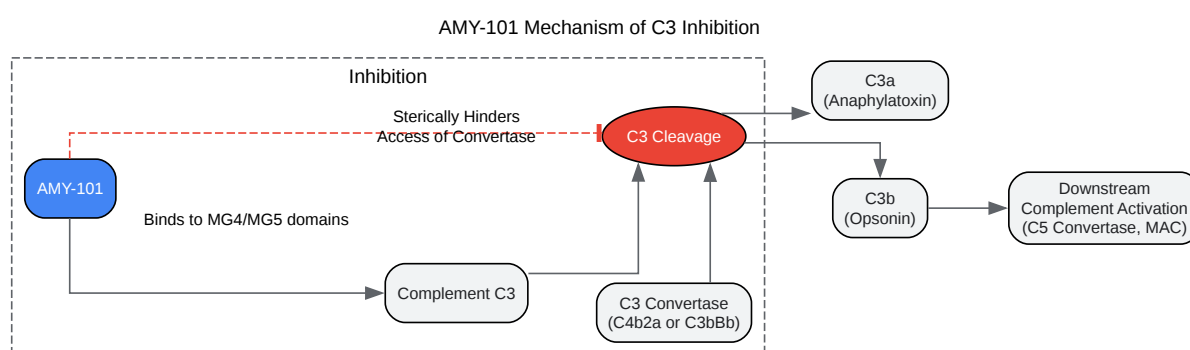 AMY-101 Mechanism of C3 Inhibition
Inhibition
C3a
(Anaphylatoxin)
Sterically Hinders
Access of Convertase
C3 Cleavage
AMY-101
Binds to MG4/MG5 domains
C3b
(Opsonin)
Downstream
Complement Activation
(C5 Convertase, MAC)
Complement C3
C3 Convertase
(C4b2a or C3bBb)